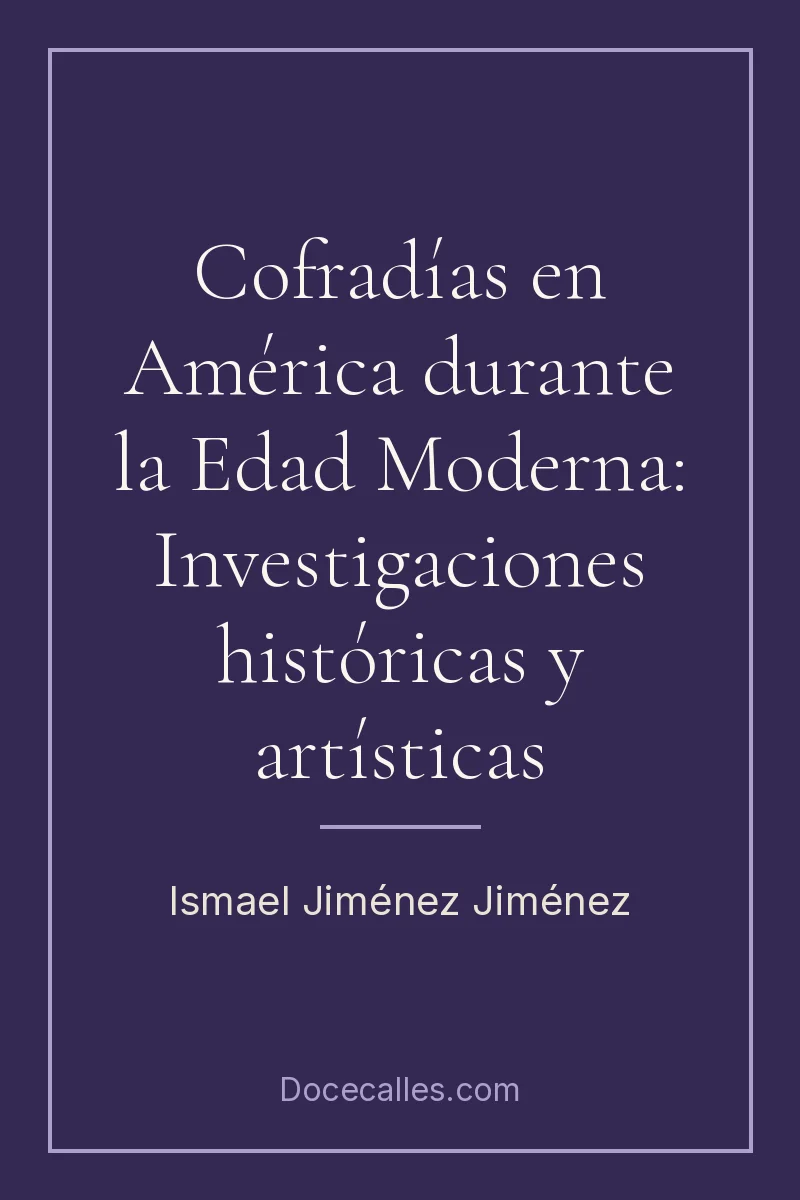 Cofradías en
América durante
la Edad Moderna:
Investigaciones
históricas y
artísticas
Ismael Jiménez Jiménez
Docecalles.com